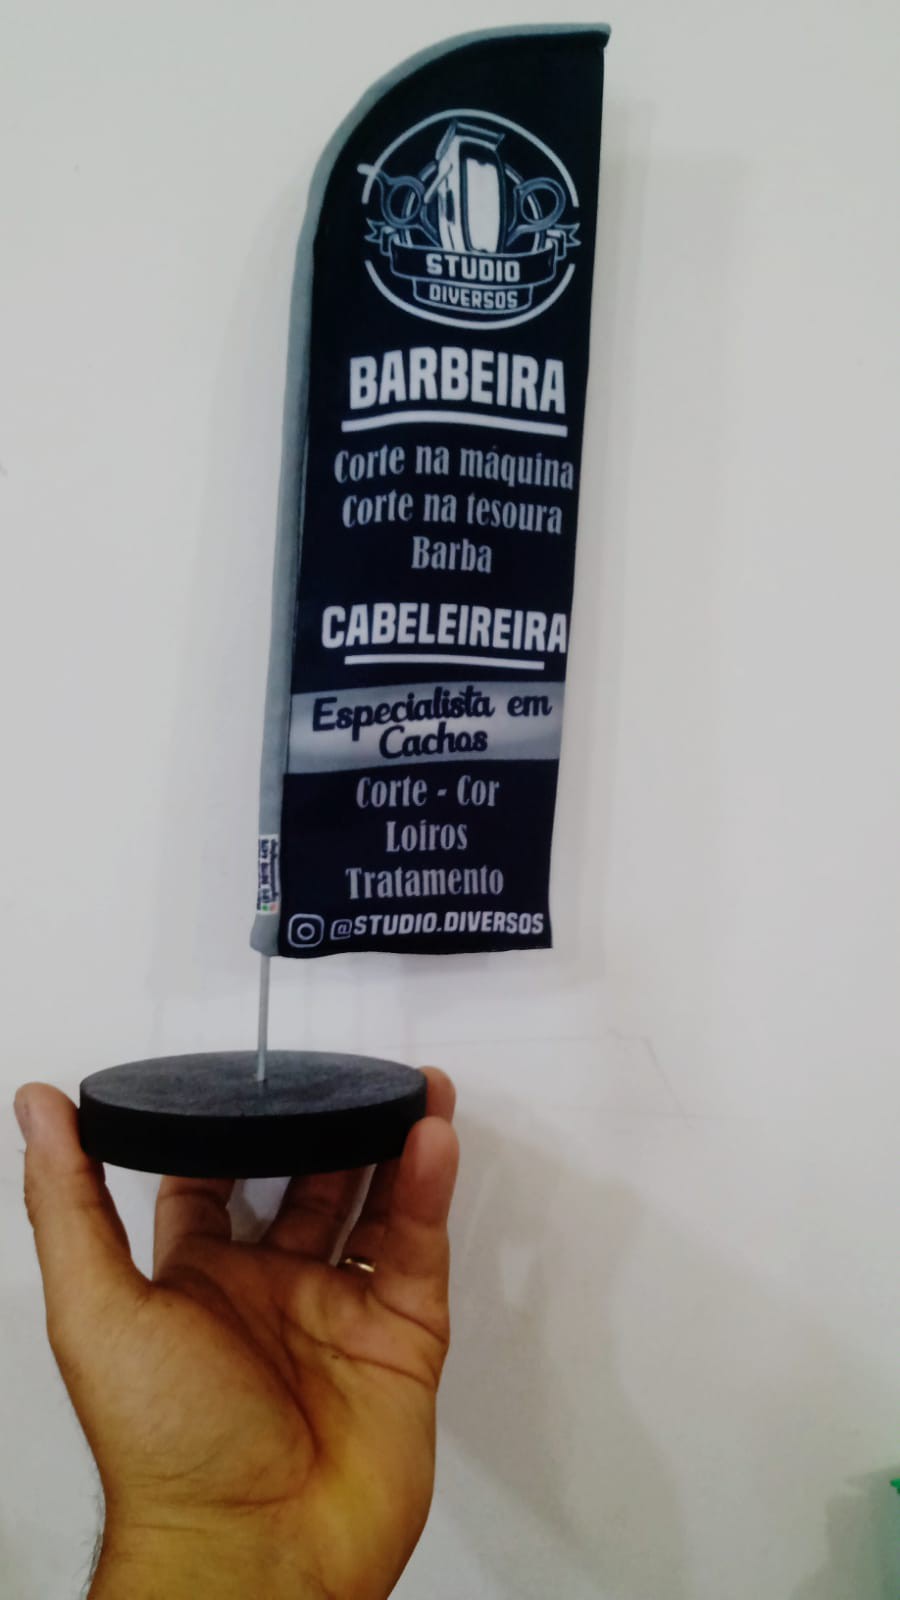 STUDIO
DIVERSOS
BARBEIRA
Corte na máquina
Corte na tesoura
Barba
CABELEIREIRA
Especialista em
Cachos
Corte - Cor
Loiros
Tratamento
@STUDIO.DIVERSOS